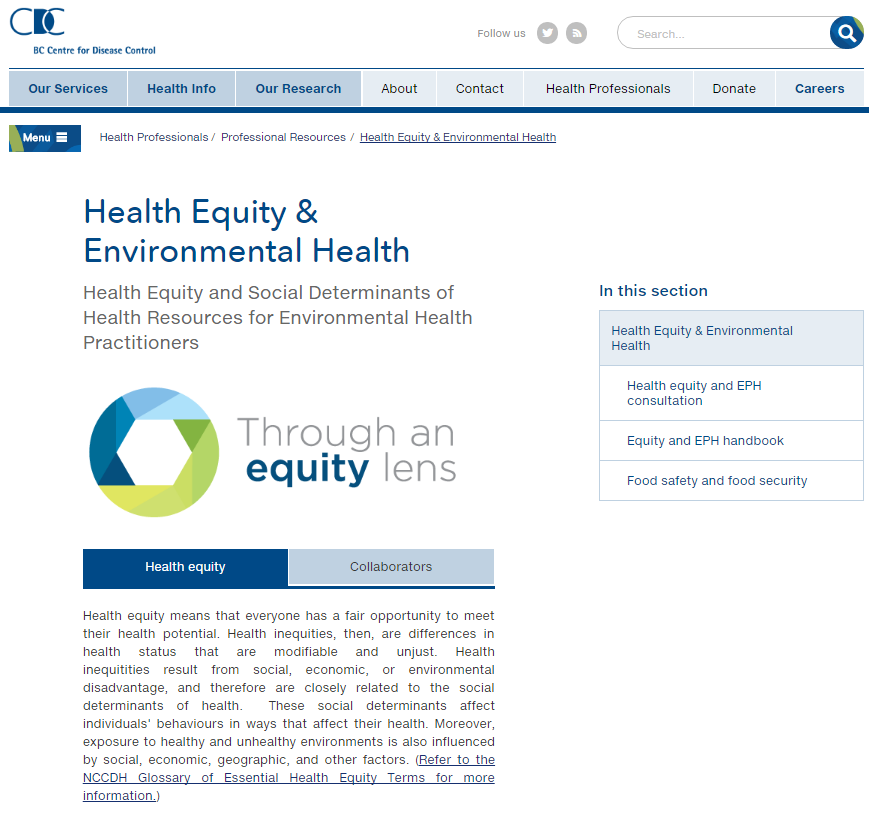 CDC
BC Centre for Disease Control
Follow us
Search...
Our Services
Health Info
Our Research
About
Contact
Health Professionals
Donate
Careers
Menu
Health Professionals / Professional Resources / Health Equity & Environmental Health
Health Equity &
Environmental Health
Health Equity and Social Determinants of
Health Resources for Environmental Health
Practitioners
Through an
equity lens
Health equity
Collaborators
Health equity means that everyone has a fair opportunity to meet
their health potential. Health inequities, then, are differences in
health status that are modifiable and unjust. Health
inequitities result from social, economic, or environmental
disadvantage, and therefore are closely related to the social
determinants of health. These social determinants affect
individuals' behaviours in ways that affect their health. Moreover,
exposure to healthy and unhealthy environments is also influenced
by social, economic, geographic, and other factors. (Refer to the
NCCDH Glossary of Essential Health Equity Terms for more
information.)
In this section
Health Equity & Environmental
Health
Health equity and EPH
consultation
Equity and EPH handbook
Food safety and food security